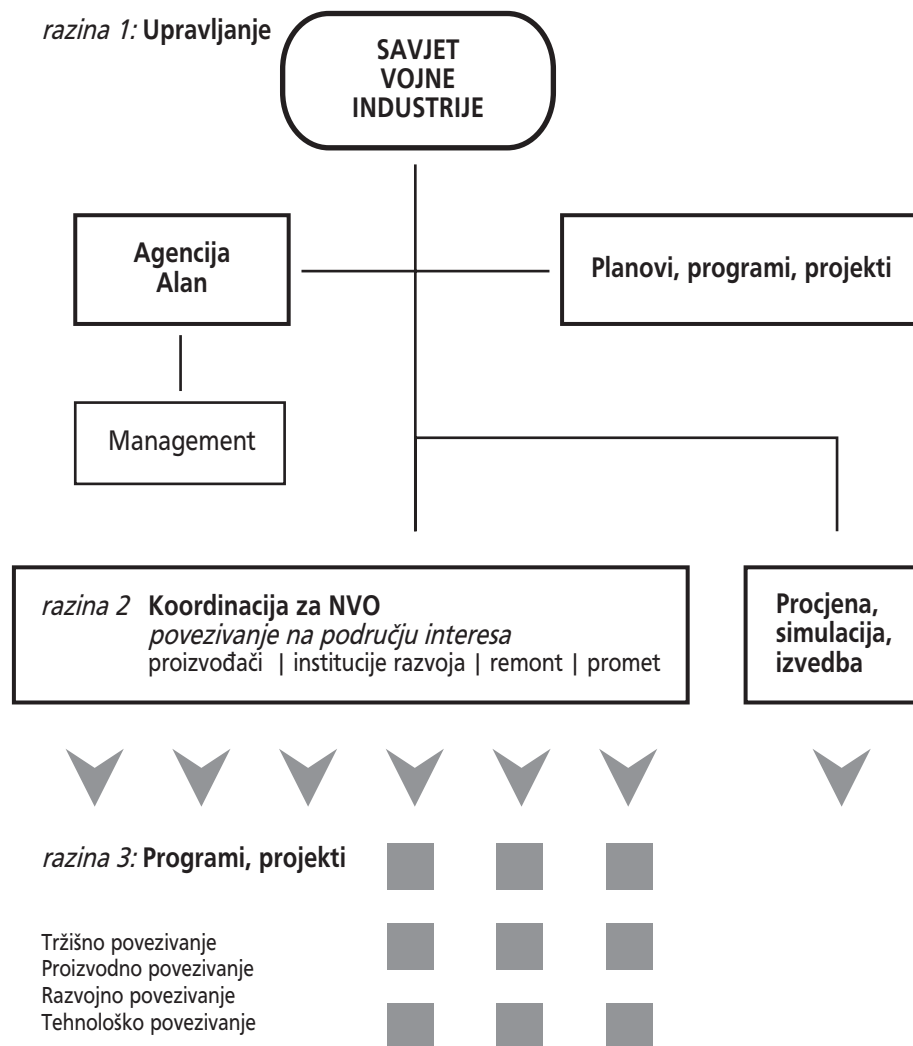 razina 1: Upravljanje
SAVJET
VOJNE
INDUSTRIJE
Agencija
Alan
Planovi, programi, projekti
Management
razina 2 Koordinacija za NVO
povezivanje na području interesa
proizvođači | institucije razvoja | remont | promet
Procjena,
simulacija,
izvedba
razina 3: Programi, projekti
Tržišno povezivanje
Proizvodno povezivanje
Razvojno povezivanje
Tehnološko povezivanje